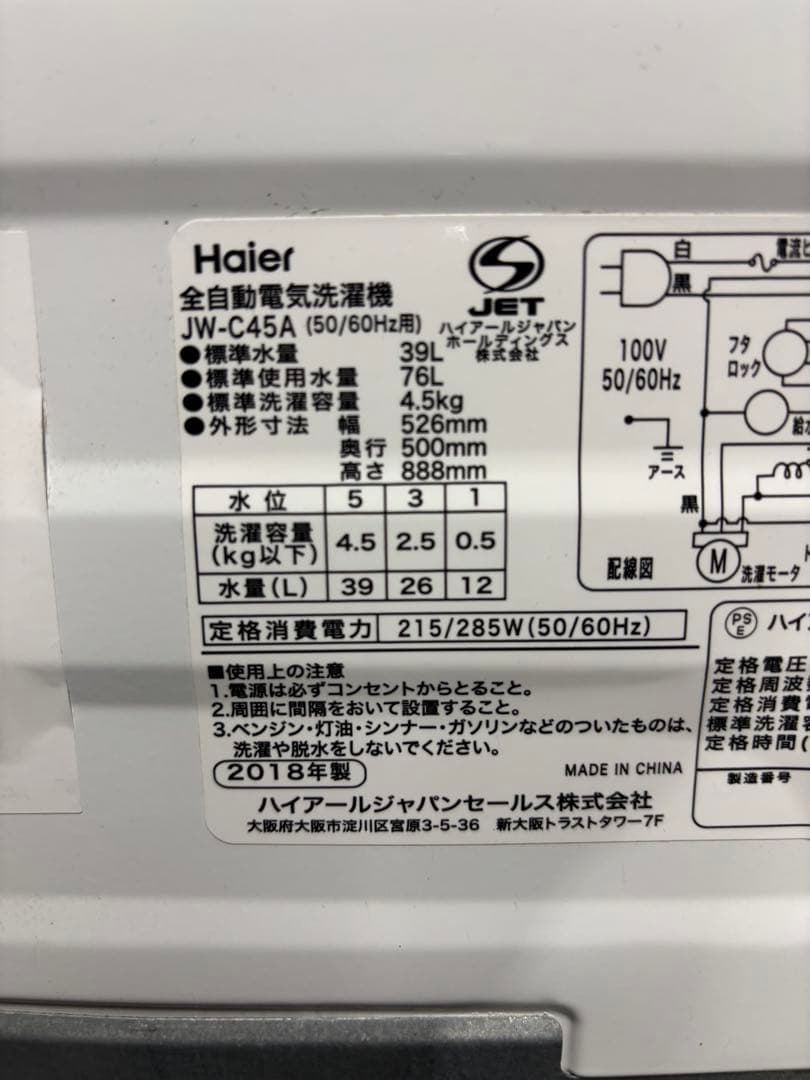 Haier
全自動電気洗濯機
JW-C45A (50/60Hz用)
JET
ハイアールジャパン
ホールディングス
株式会社
●標準水量 39L
●標準使用水量 76L
●標準洗濯容量 4.5kg
●外形寸法 幅 526mm
奥行 500mm
高さ 888mm
水位 5 3 1
洗濯容量(kg以下) 4.5 2.5 0.5
水量(L) 39 26 12
定格消費電力 215/285W(50/60Hz)
■使用上の注意
1.電源は必ずコンセントからとること。
2.周囲に間隔をおいて設置すること。
3.ベンジン・灯油・シンナー・ガソリンなどのついたものは、
洗濯や脱水をしないでください。
2018年製
MADE IN CHINA
ハイアールジャパンセールス株式会社
大阪府大阪市淀川区宮原3-5-36 新大阪トラストタワー7F
白
電流ヒ
黒
100V
50/60Hz
フタ
ロック
給水
アース
黒
M
洗濯モータ
配線図
PS
E
ハイ
定格電圧
定格周波数
定格消費電
標準洗濯容
定格時間(
製造番号